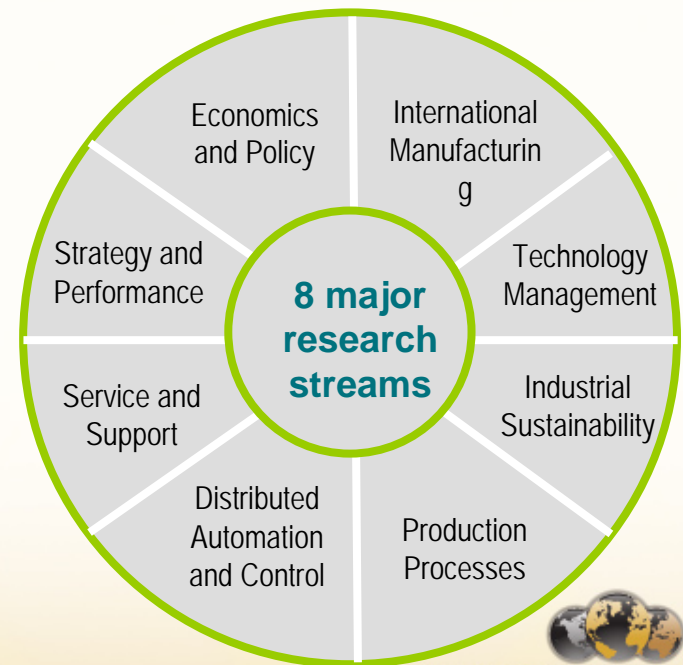 Economics
and Policy
International
Manufacturin
g
Strategy and
Performance
Technology
Management
8 major
research
streams
Service and
Support
Industrial
Sustainability
Distributed
Automation
and Control
Production
Processes